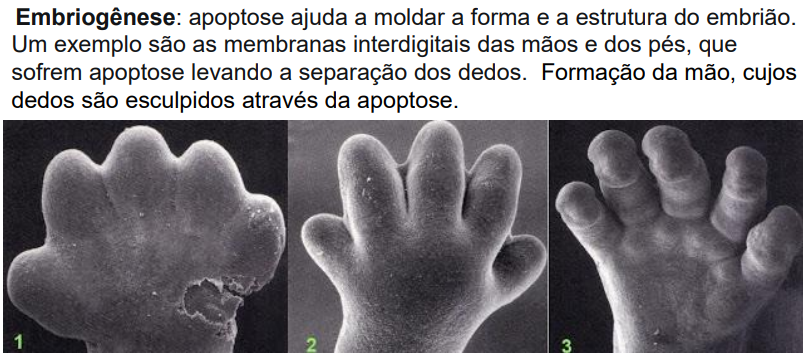 Embriogênese: apoptose ajuda a moldar a forma e a estrutura do embrião.
Um exemplo são as membranas interdigitais das mãos e dos pés, que
sofrem apoptose levando a separação dos dedos.  Formação da mão, cujos
dedos são esculpidos através da apoptose.
1 2 3